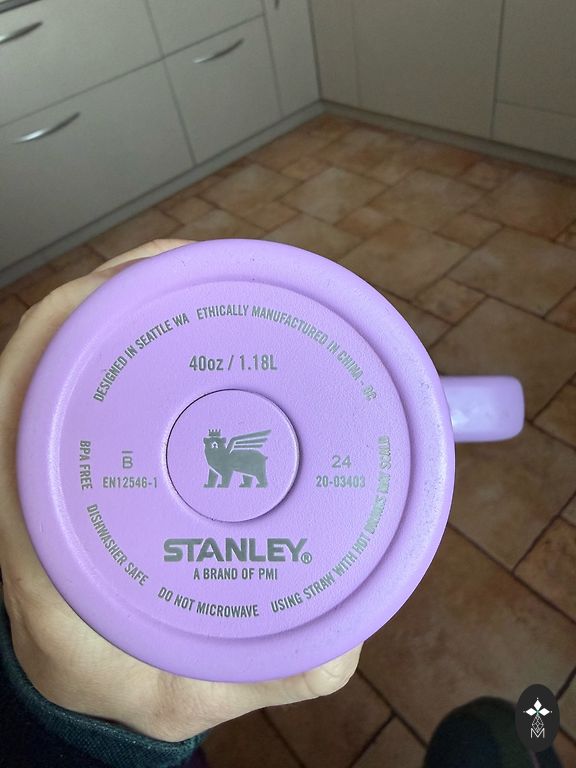 DESIGNED IN SEATTLE WA
ETHICALLY MANUFACTURED IN CHINA - DC
40oz / 1.18L
B
EN12546-1
24
20-03403
STANLEY®
A BRAND OF PMI
BPA FREE
DISHWASHER SAFE
DO NOT MICROWAVE
USING STRAW WITH HOT DRINKS MAY SCALD
M